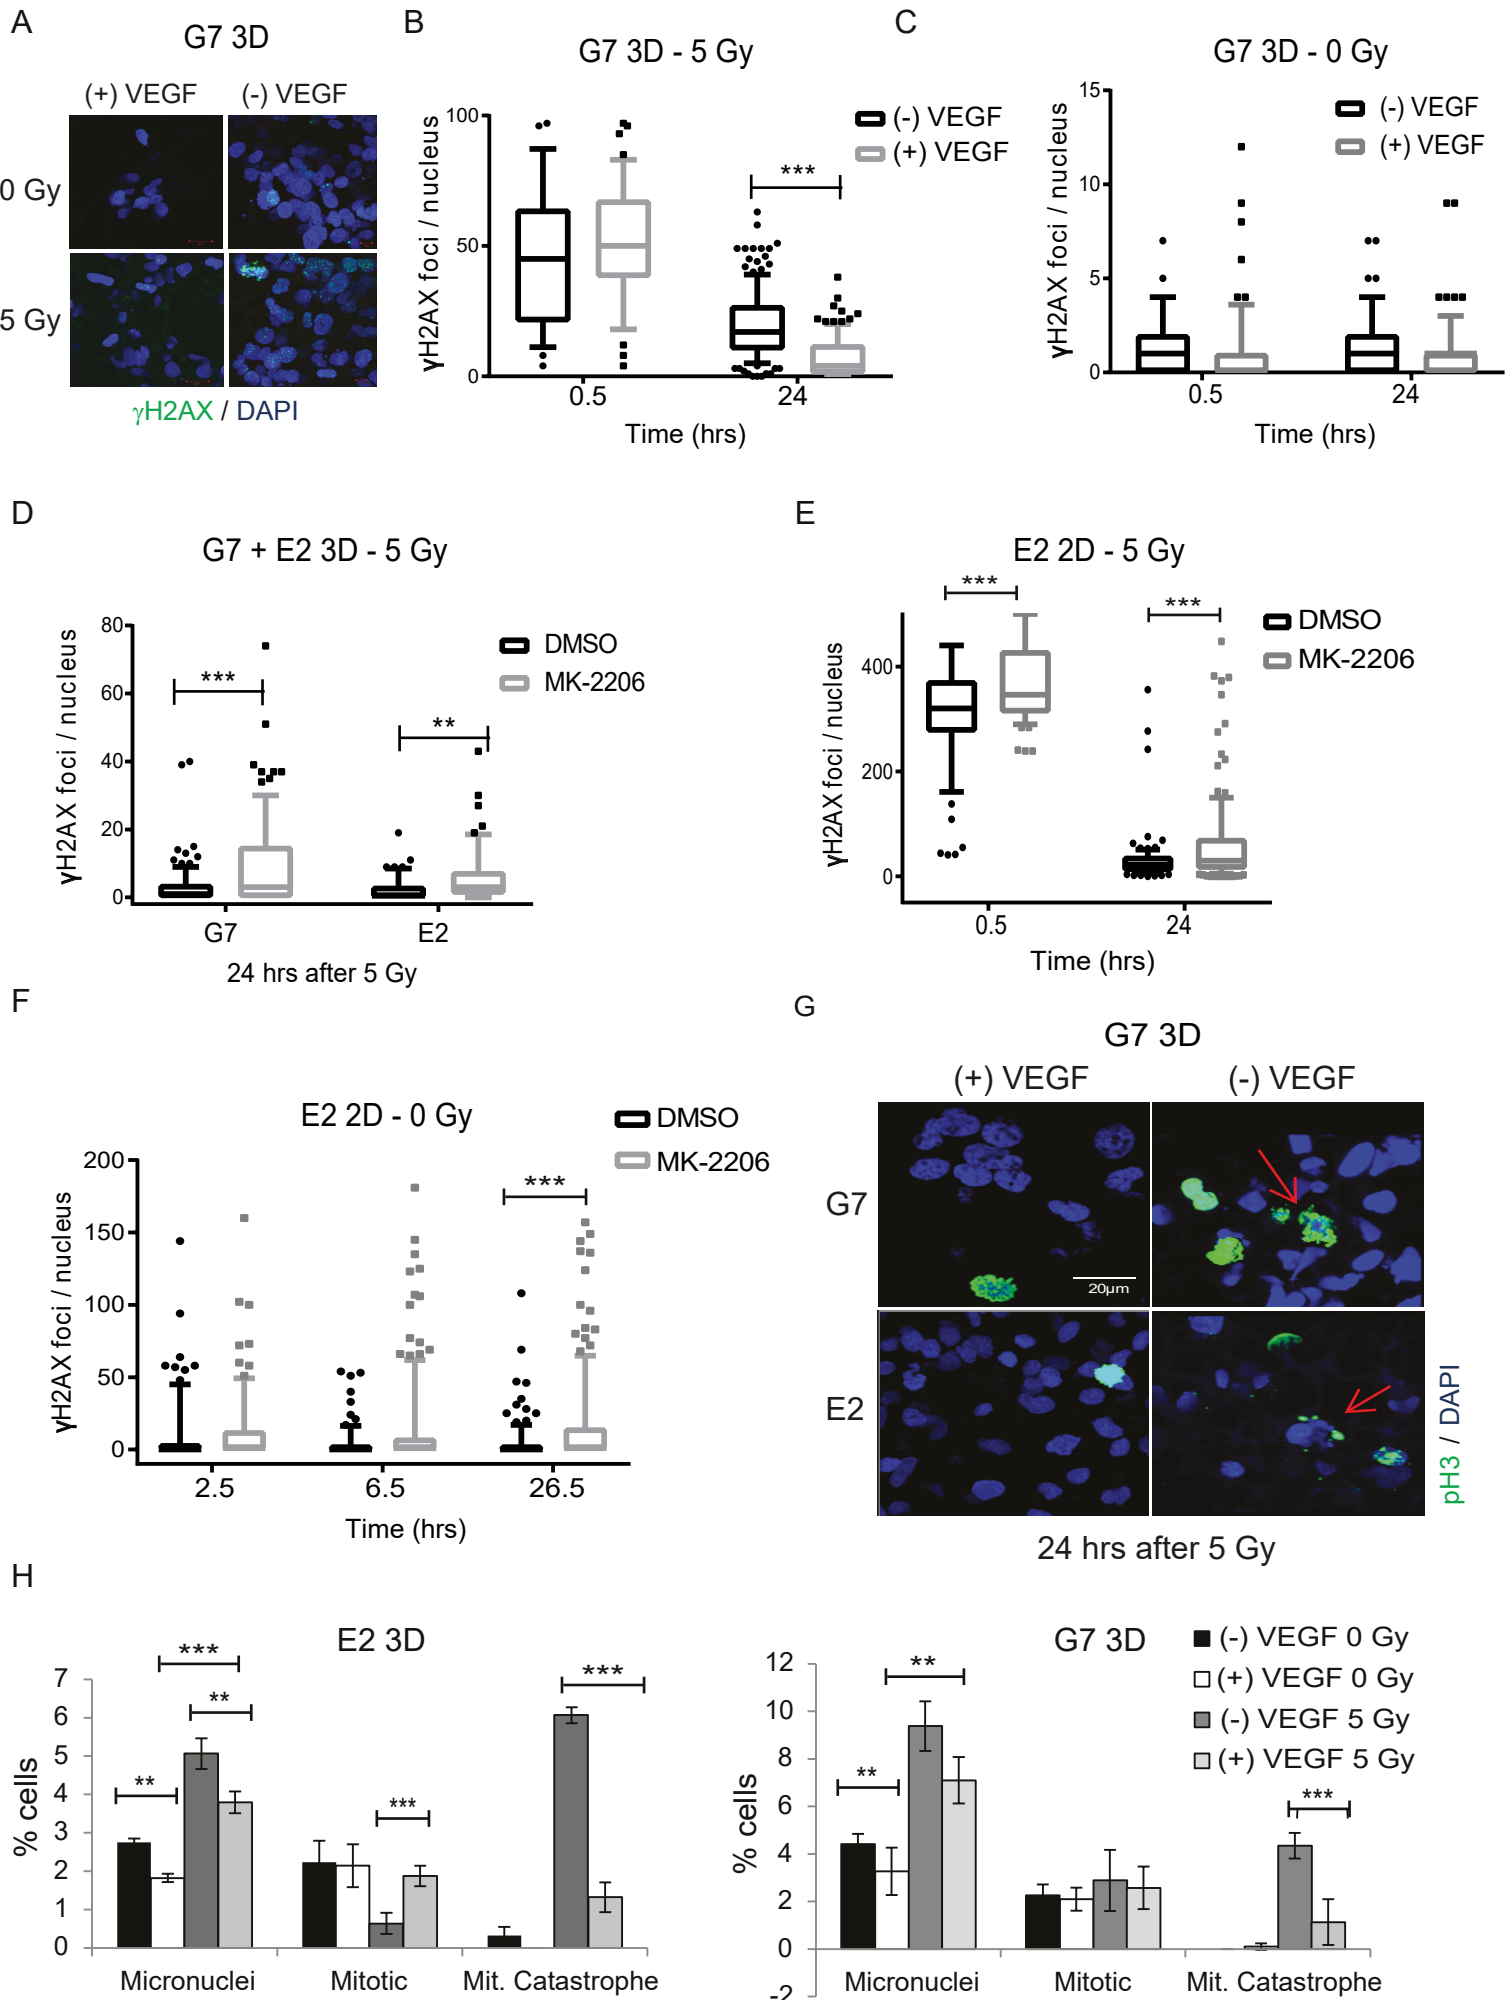 A
G7 3D
(+) VEGF
(-) VEGF
0 Gy
5 Gy
γH2AX / DAPI
B
G7 3D - 5 Gy
γH2AX foci / nucleus
100
50
0
***
(-) VEGF
(+) VEGF
0.5
24
Time (hrs)
C
G7 3D - 0 Gy
γH2AX foci / nucleus
15
10
5
0
(-) VEGF
(+) VEGF
0.5
24
Time (hrs)
D
G7 + E2 3D - 5 Gy
γH2AX foci / nucleus
80
60
40
20
0
***
**
DMSO
MK-2206
G7
E2
24 hrs after 5 Gy
E
E2 2D - 5 Gy
γH2AX foci / nucleus
400
200
0
***
***
DMSO
MK-2206
0.5
24
Time (hrs)
F
E2 2D - 0 Gy
γH2AX foci / nucleus
200
150
100
50
0
***
DMSO
MK-2206
2.5
6.5
26.5
Time (hrs)
G
G7 3D
(+) VEGF
(-) VEGF
G7
E2
20μm
pH3 / DAPI
24 hrs after 5 Gy
H
E2 3D
% cells
7
6
5
4
3
2
1
0
***
**
**
***
***
Micronuclei
Mitotic
Mit. Catastrophe
G7 3D
% cells
12
10
8
6
4
2
0
-2
**
**
***
(-) VEGF 0 Gy
(+) VEGF 0 Gy
(-) VEGF 5 Gy
(+) VEGF 5 Gy
Micronuclei
Mitotic
Mit. Catastrophe